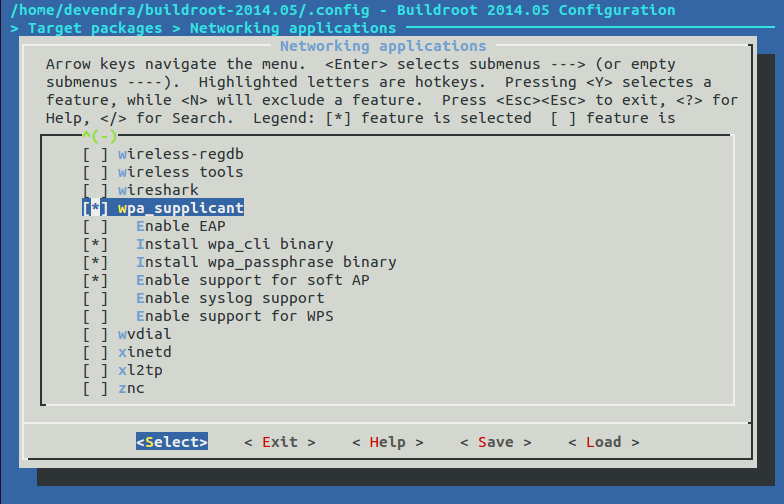 /home/devendra/buildroot-2014.05/.config - Buildroot 2014.05 Configuration
> Target packages > Networking applications
Networking applications
Arrow keys navigate the menu.  <Enter> selects submenus ---> (or empty
submenus ----).  Highlighted letters are hotkeys.  Pressing <Y> selects a
feature, while <N> will exclude a feature.  Press <Esc><Esc> to exit, <?> for
Help, </> for Search.  Legend: [*] feature is selected  [ ] feature is
^(-)
[ ] wireless-regdb
[ ] wireless tools
[ ] wireshark
[*] wpa_supplicant
[ ]   Enable EAP
[*]   Install wpa_cli binary
[*]   Install wpa_passphrase binary
[*]   Enable support for soft AP
[ ]   Enable syslog support
[ ]   Enable support for WPS
[ ] wvdial
[ ] xinetd
[ ] xl2tp
[ ] znc
<Select>    < Exit >    < Help >    < Save >    < Load >